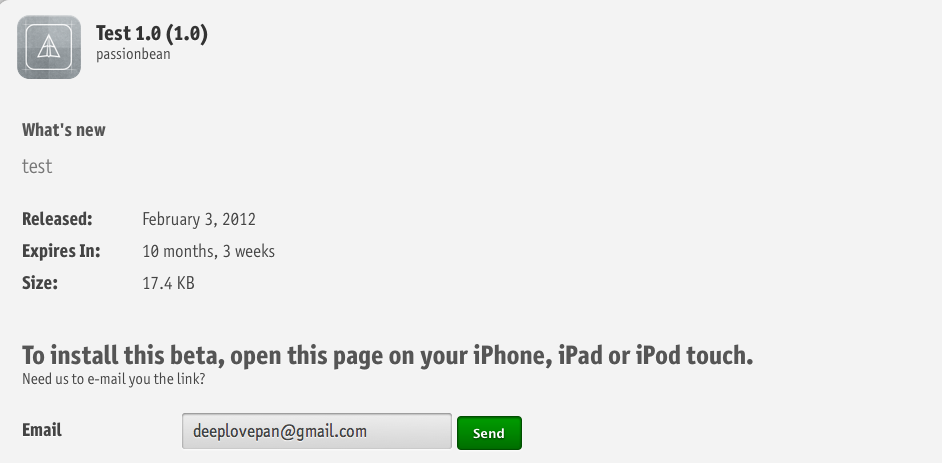 Test 1.0 (1.0)
passionbean
What's new
test
Released: February 3, 2012
Expires In: 10 months, 3 weeks
Size: 17.4 KB
To install this beta, open this page on your iPhone, iPad or iPod touch.
Need us to e-mail you the link?
Email deeplovepan@gmail.com Send